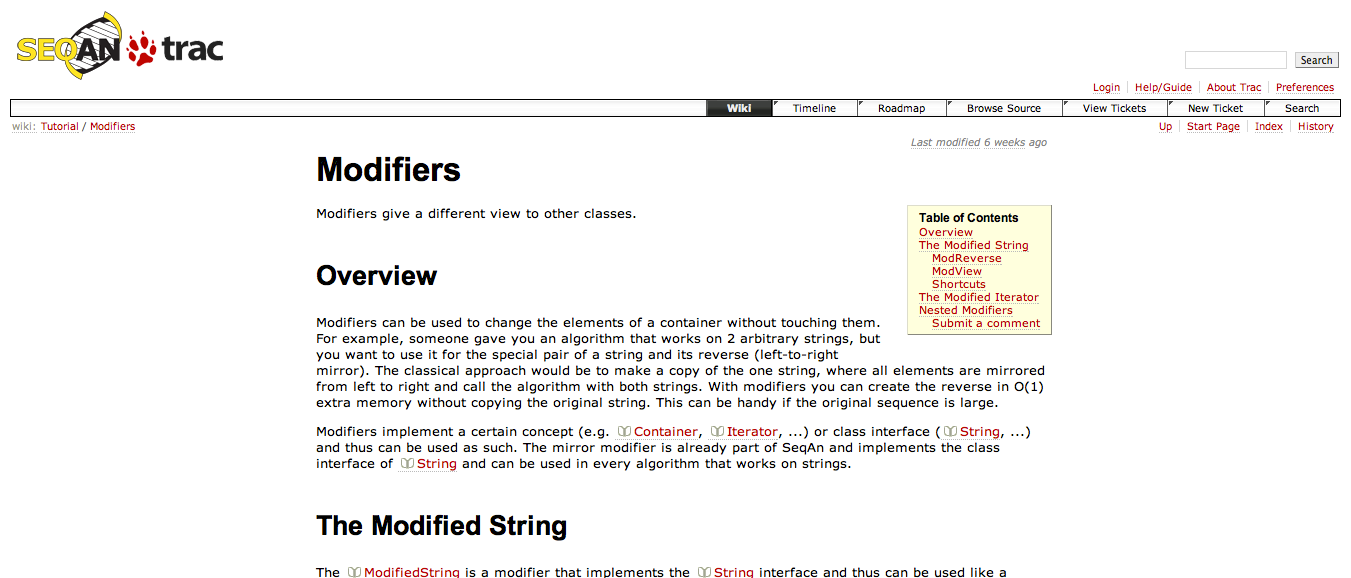 SEQAN trac
Search
Login Help/Guide About Trac Preferences
Wiki Timeline Roadmap Browse Source View Tickets New Ticket Search
wiki: Tutorial / Modifiers
Up Start Page Index History
Last modified 6 weeks ago
Modifiers
Modifiers give a different view to other classes.
Table of Contents
Overview
The Modified String
ModReverse
ModView
Shortcuts
The Modified Iterator
Nested Modifiers
Submit a comment
Overview
Modifiers can be used to change the elements of a container without touching them.
For example, someone gave you an algorithm that works on 2 arbitrary strings, but
you want to use it for the special pair of a string and its reverse (left-to-right
mirror). The classical approach would be to make a copy of the one string, where all elements are mirrored
from left to right and call the algorithm with both strings. With modifiers you can create the reverse in O(1)
extra memory without copying the original string. This can be handy if the original sequence is large.
Modifiers implement a certain concept (e.g. Container, Iterator, ...) or class interface (String, ...)
and thus can be used as such. The mirror modifier is already part of SeqAn and implements the class
interface of String and can be used in every algorithm that works on strings.
The Modified String
The ModifiedString is a modifier that implements the String interface and thus can be used like a